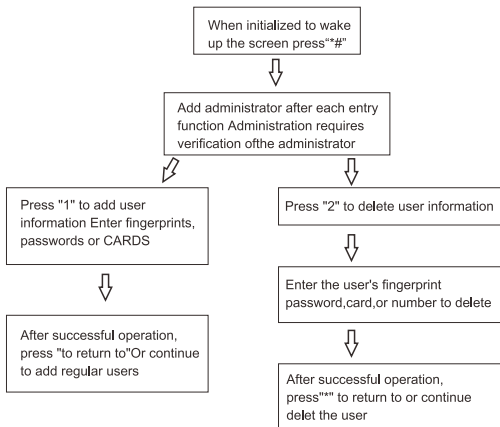 When initialized to wake
up the screen press“*#”
Add administrator after each entry
function Administration requires
verification ofthe administrator
Press "1" to add user
information Enter fingerprints,
passwords or CARDS
After successful operation,
press "to return to"Or continue
to add regular users
Press "2" to delete user information
Enter the user's fingerprint
password,card,or number to delete
After successful operation,
press"*" to return to or continue
delet the user